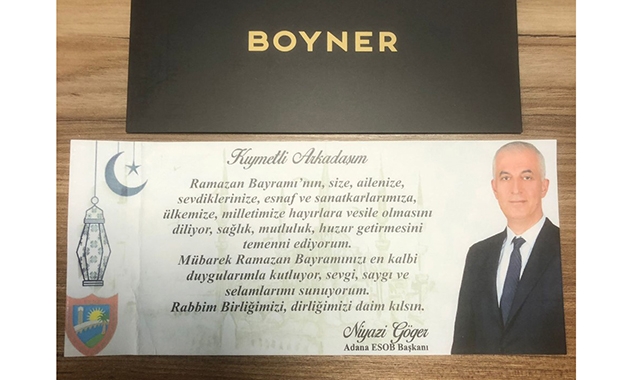 BOYNER
Kıymetli Arkadaşım
Ramazan Bayramı'nın, size, ailenize,
sevdiklerinize, esnaf ve sanatkarlarımıza,
ülkemize, milletimize hayırlara vesile olmasını
diliyor, sağlık, mutluluk, huzur getirmesini
temenni ediyorum.
Mübarek Ramazan Bayramınızı en kalbi
duygularımla kutluyor, sevgi, saygı ve
selamlarımı sunuyorum.
Rabbim Birliğimizi, dirliğimizi daim kılsın.
Niyazi Göger
Adana ESOB Başkanı